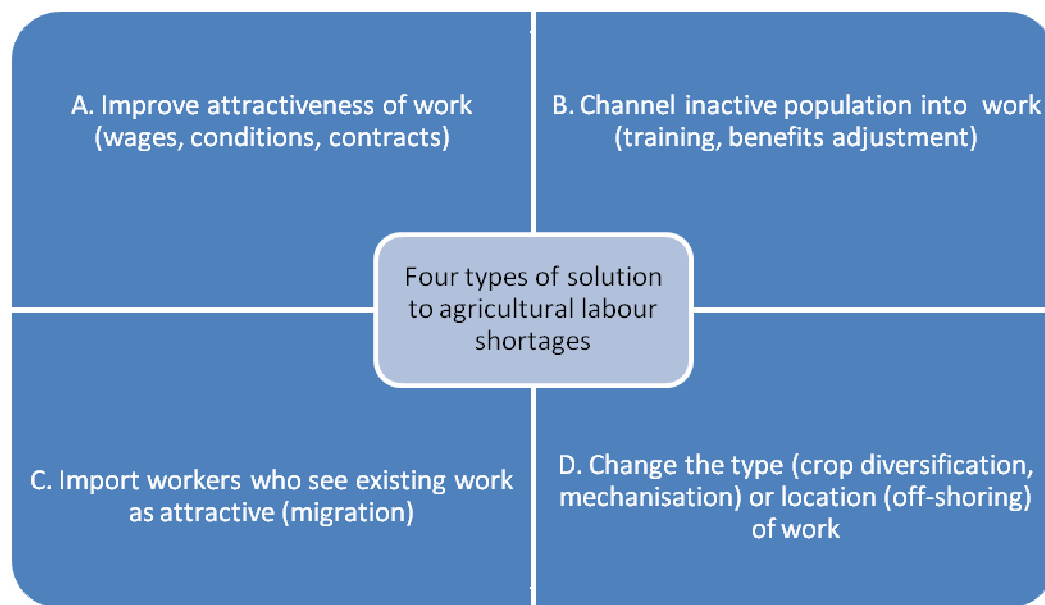 A. Improve attractiveness of work
(wages, conditions, contracts)
B. Channel inactive population into work
(training, benefits adjustment)
Four types of solution
to agricultural labour
shortages
C. Import workers who see existing work
as attractive (migration)
D. Change the type (crop diversification,
mechanisation) or location (off-shoring)
of work